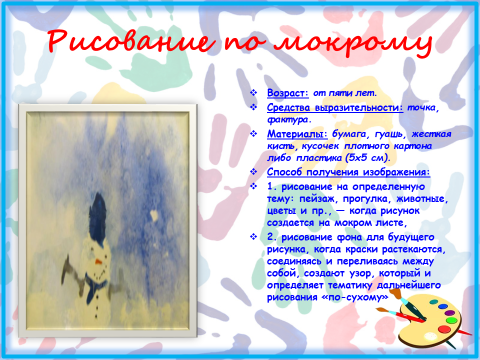 Рисование по мокрому
❖ Возраст: от пяти лет.
❖ Средства выразительности: точка,
фактура.
❖ Материалы: бумага, гуашь, жесткая
кисть, кусочек плотного картона
либо пластика (5х5 см).
❖ Способ получения изображения:
❖ 1. рисование на определенную
тему: пейзаж, прогулка, животные,
цветы и пр., — когда рисунок
создается на мокром листе,
❖ 2. рисование фона для будущего
рисунка, когда краски растекаются,
соединяясь и переливаясь между
собой, создают узор, который и
определяет тематику дальнейшего
рисования «по-сухому»